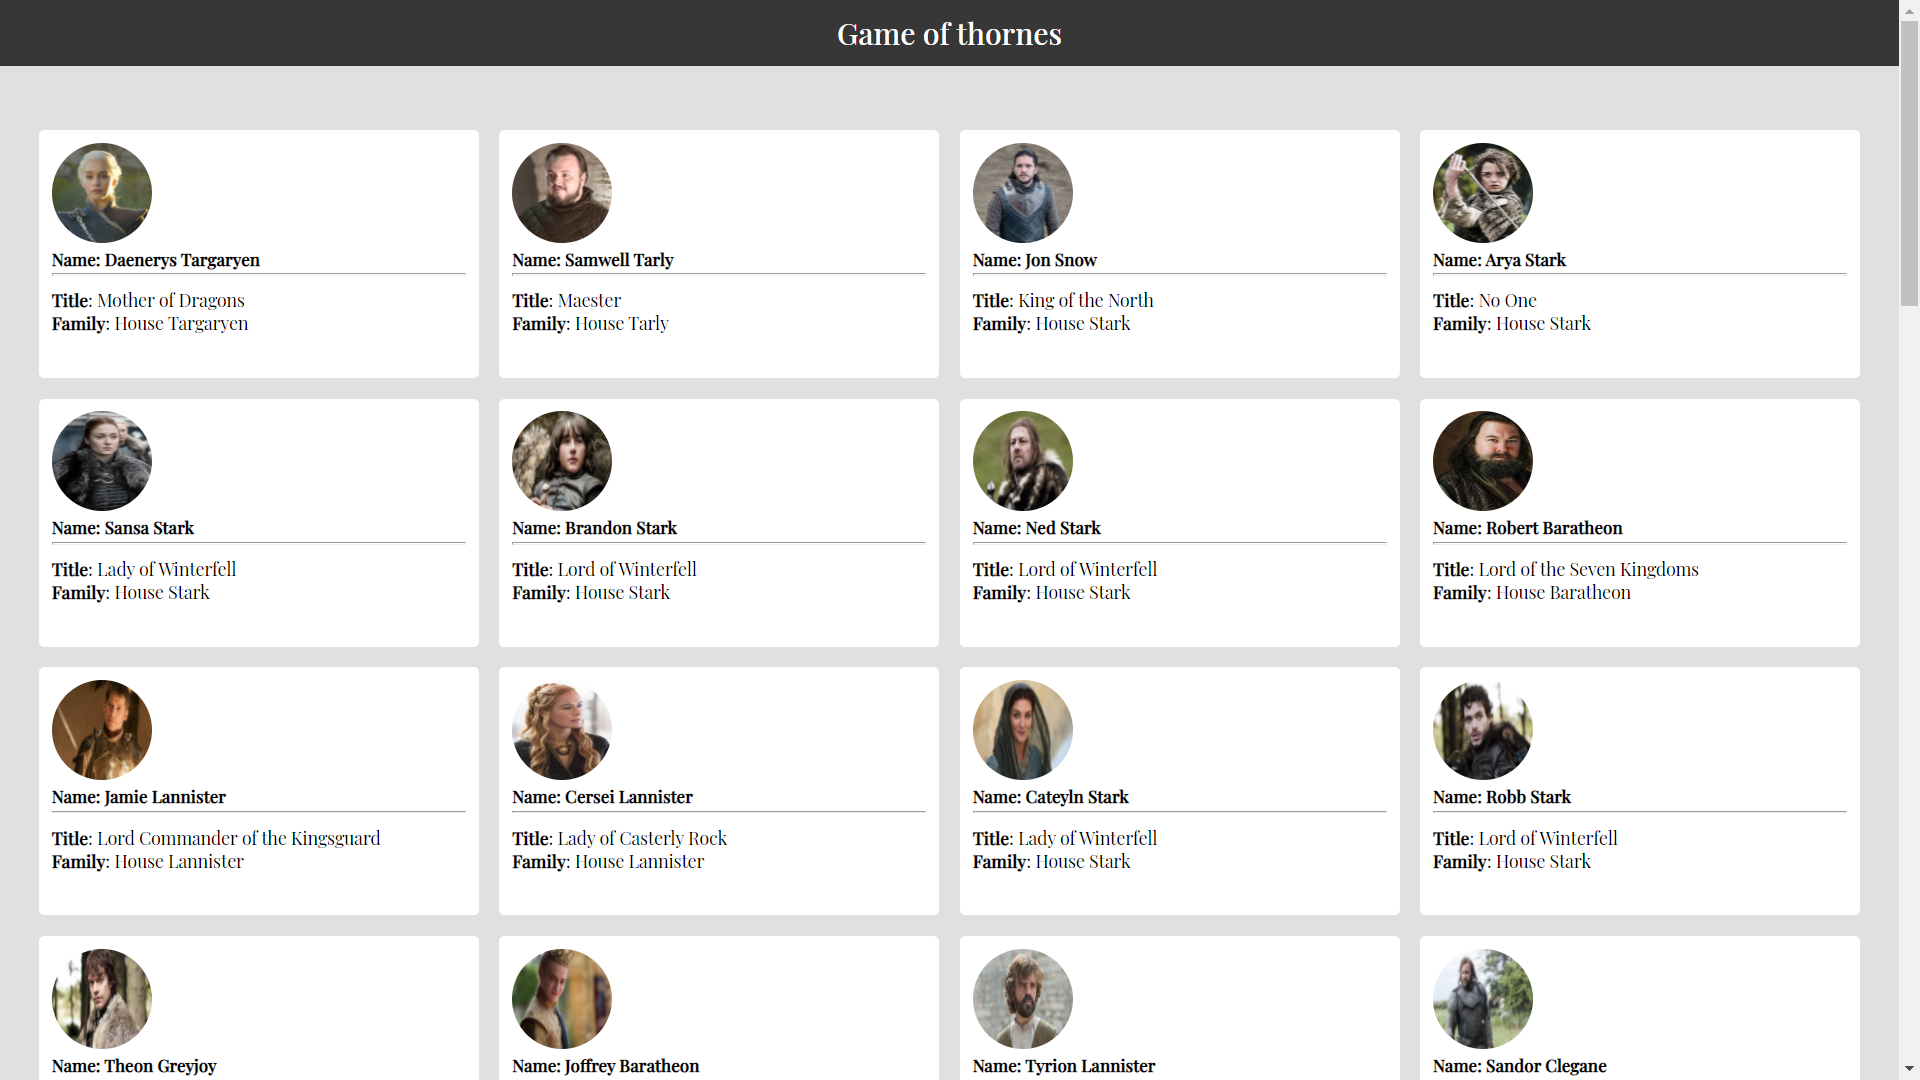 Game of thornes
Name: Daenerys Targaryen
Title: Mother of Dragons
Family: House Targaryen
Name: Samwell Tarly
Title: Maester
Family: House Tarly
Name: Jon Snow
Title: King of the North
Family: House Stark
Name: Arya Stark
Title: No One
Family: House Stark
Name: Sansa Stark
Title: Lady of Winterfell
Family: House Stark
Name: Brandon Stark
Title: Lord of Winterfell
Family: House Stark
Name: Ned Stark
Title: Lord of Winterfell
Family: House Stark
Name: Robert Baratheon
Title: Lord of the Seven Kingdoms
Family: House Baratheon
Name: Jamie Lannister
Title: Lord Commander of the Kingsguard
Family: House Lannister
Name: Cersei Lannister
Title: Lady of Casterly Rock
Family: House Lannister
Name: Cateyln Stark
Title: Lady of Winterfell
Family: House Stark
Name: Robb Stark
Title: Lord of Winterfell
Family: House Stark
Name: Theon Greyjoy
Name: Joffrey Baratheon
Name: Tyrion Lannister
Name: Sandor Clegane